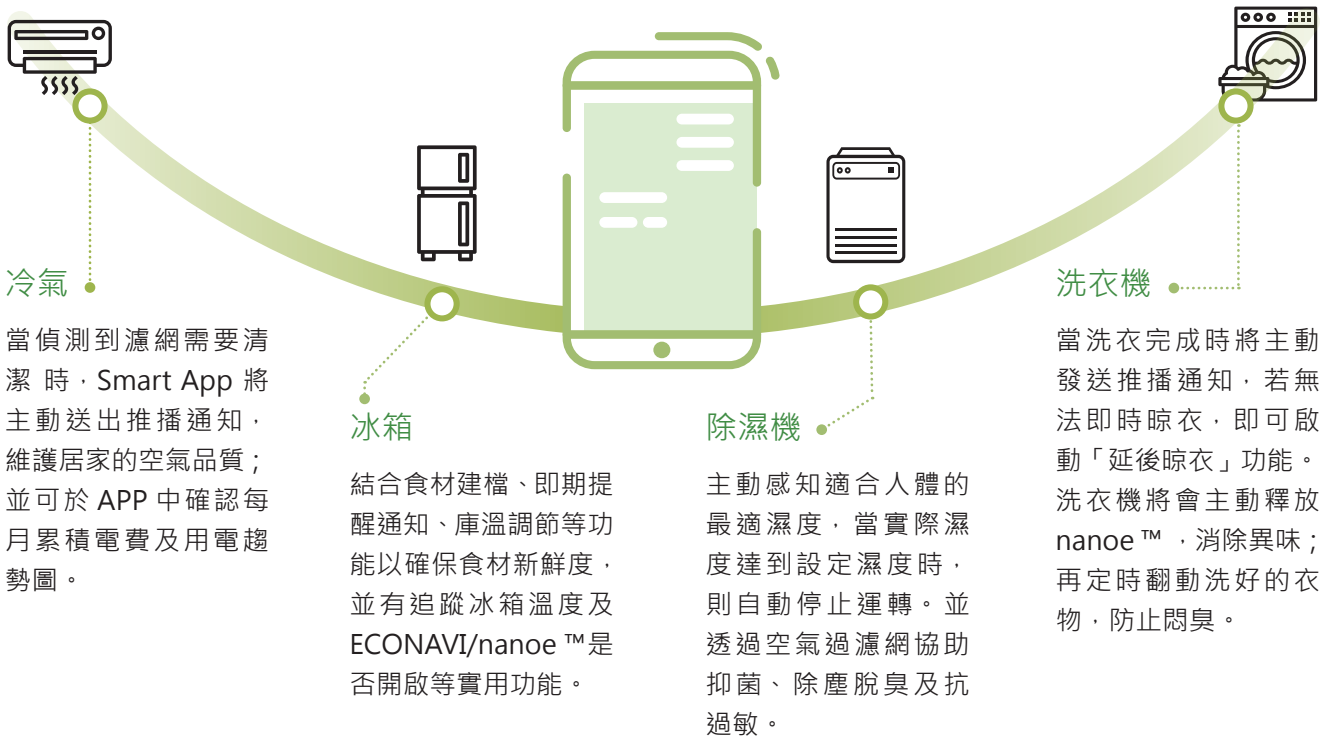 冷氣
當偵測到濾網需要清
潔 時，Smart App 將
主動送出推播通知，
維護居家的空氣品質；
並可於 APP 中確認每
月累積電費及用電趨
勢圖。
冰箱
結合食材建檔、即期提
醒通知、庫溫調節等功
能以確保食材新鮮度，
並有追蹤冰箱溫度及
ECONAVI/nanoe ™是
否開啟等實用功能。
除濕機
主動感知適合人體的
最適濕度，當實際濕
度達到設定濕度時，
則自動停止運轉。並
透過空氣過濾網協助
抑菌、除塵脫臭及抗
過敏。
洗衣機
當洗衣完成時將主動
發送推播通知，若無
法即時晾衣，即可啟
動「延後晾衣」功能。
洗衣機將會主動釋放
nanoe ™ ，消除異味；
再定時翻動洗好的衣
物，防止悶臭。